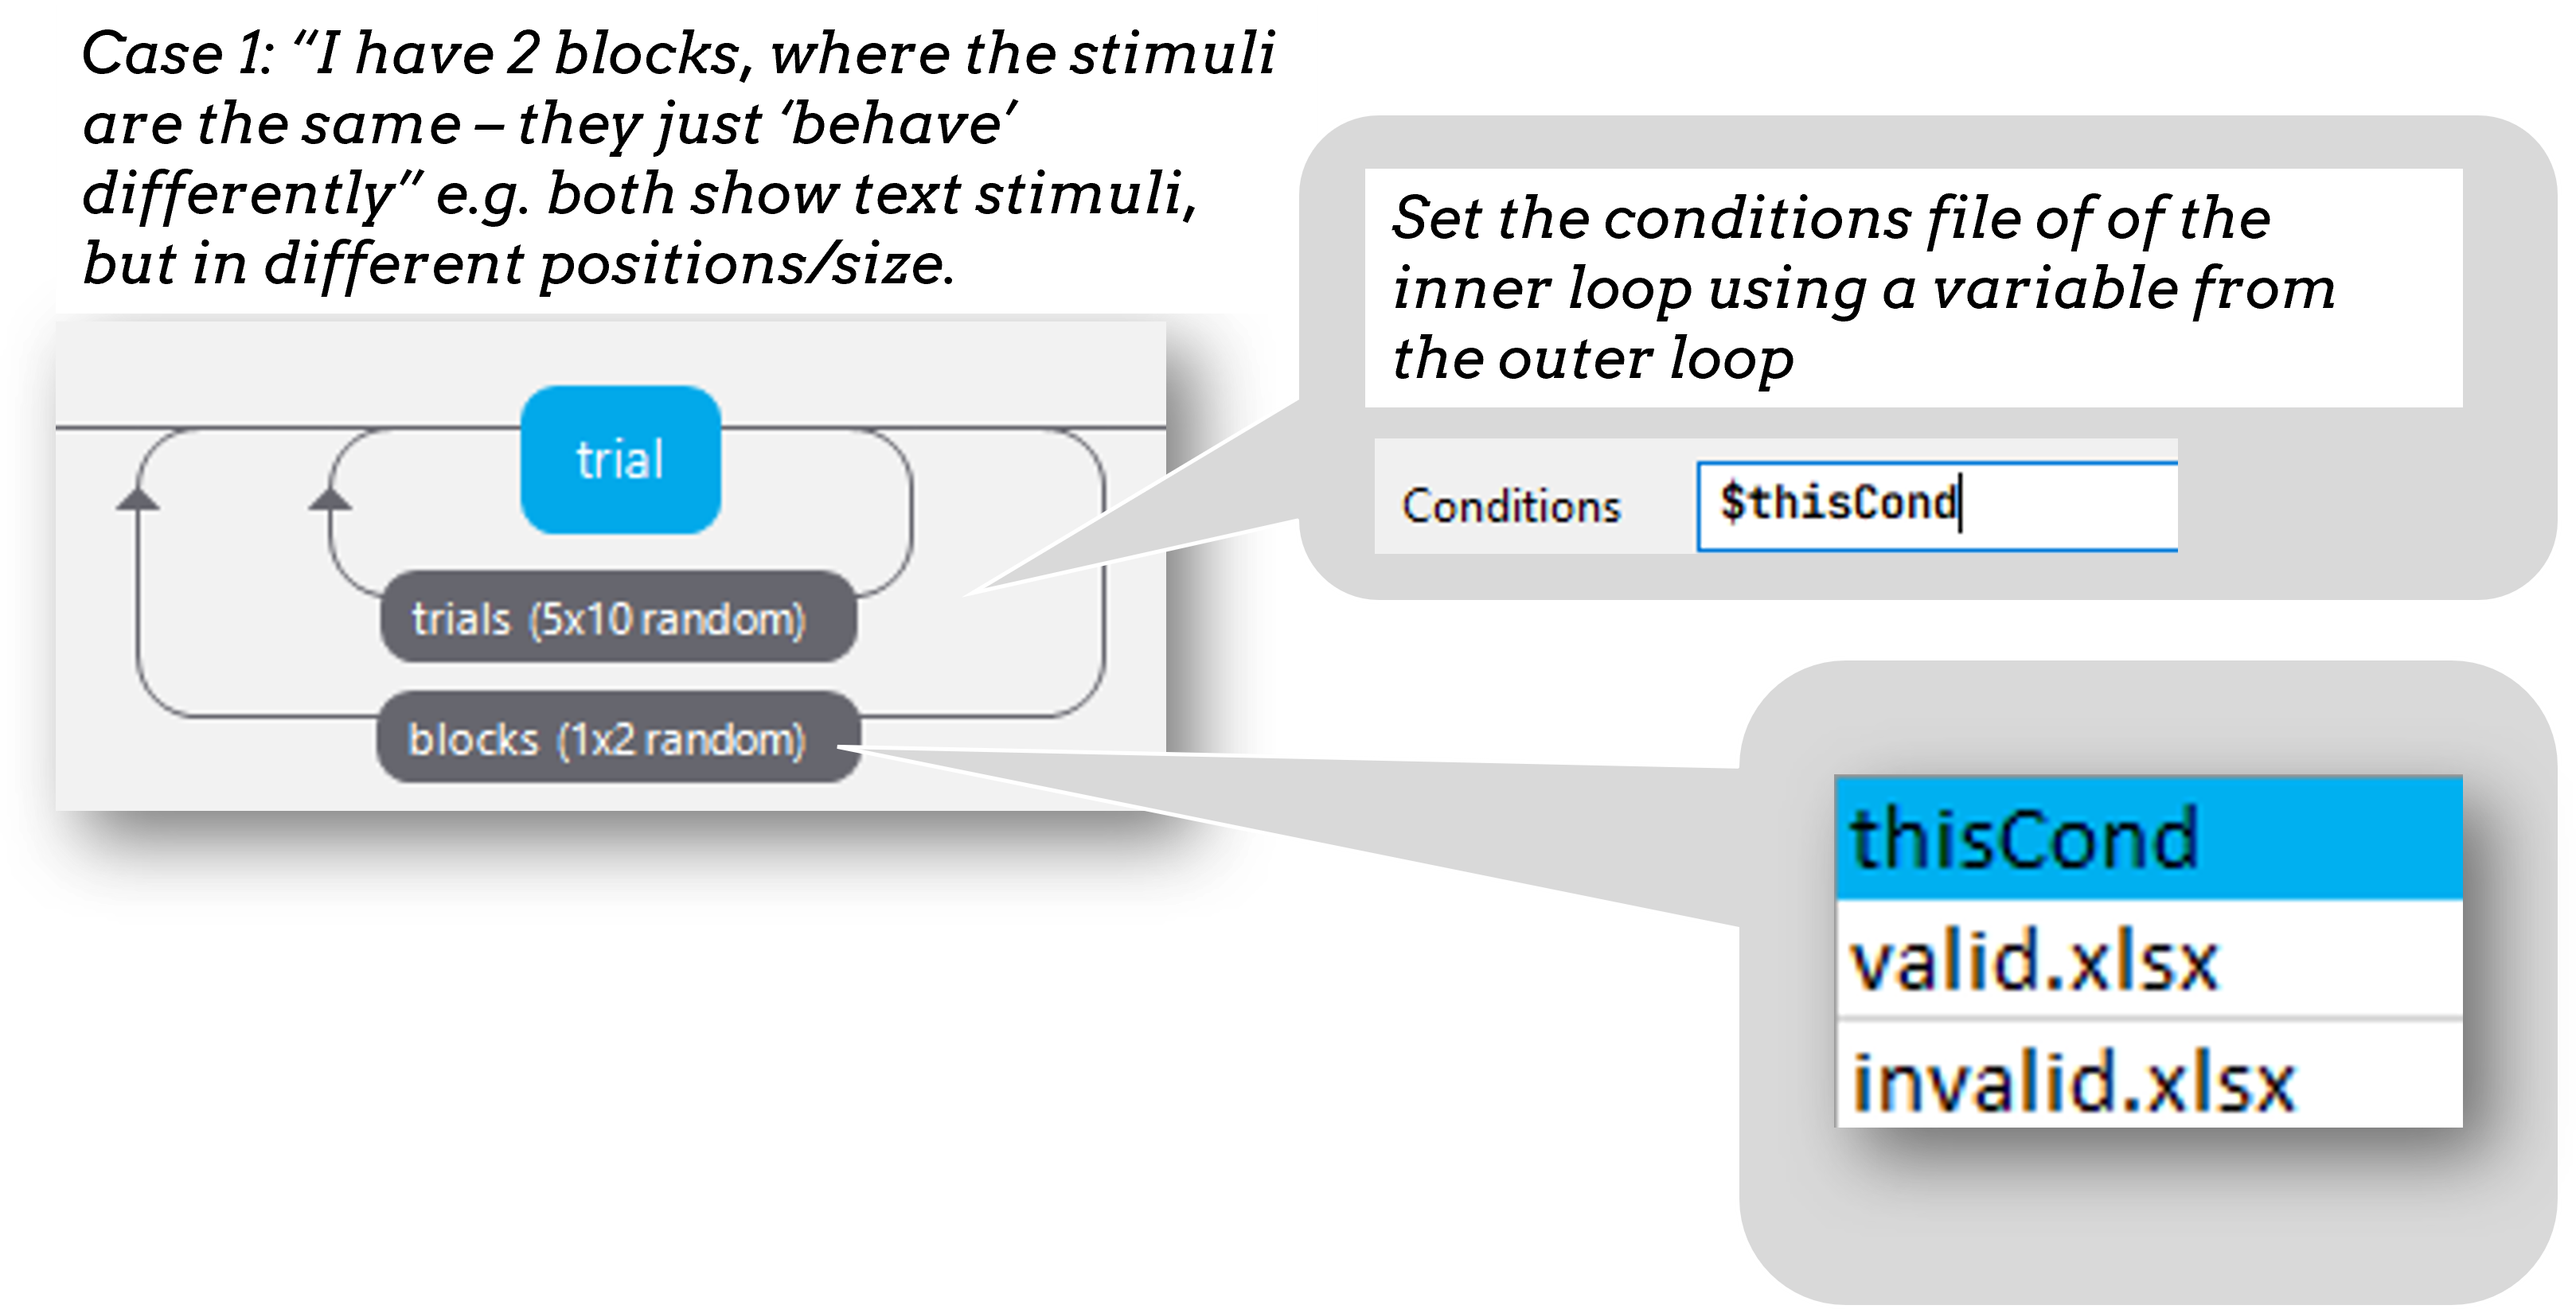 Case 1: “I have 2 blocks, where the stimuli
are the same – they just ‘behave’
differently” e.g. both show text stimuli,
but in different positions/size.
Set the conditions file of of the
inner loop using a variable from
the outer loop
Conditions $thisCond
trial
trials (5x10 random)
blocks (1x2 random)
thisCond
valid.xlsx
invalid.xlsx